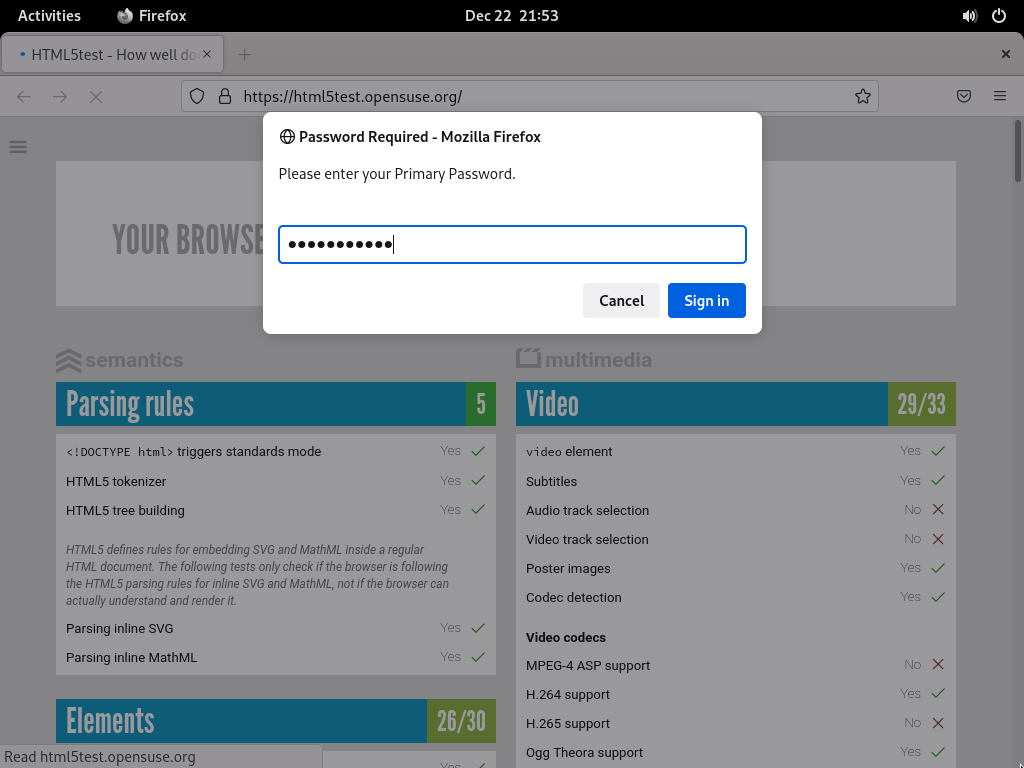 Activities
Firefox
Dec 22 21:53
HTML5test - How well do
https://html5test.opensuse.org/
Password Required - Mozilla Firefox
Please enter your Primary Password.
●●●●●●●●●●●
Cancel
Sign in
YOUR BROWSE
semantics
Parsing rules 5
<!DOCTYPE html> triggers standards mode Yes
HTML5 tokenizer Yes
HTML5 tree building Yes
HTML5 defines rules for embedding SVG and MathML inside a regular
HTML document. The following tests only check if the browser is following
the HTML5 parsing rules for inline SVG and MathML, not if the browser can
actually understand and render it.
Parsing inline SVG Yes
Parsing inline MathML Yes
Elements 26/30
Yes
multimedia
Video 29/33
video element Yes
Subtitles Yes
Audio track selection No
Video track selection No
Poster images Yes
Codec detection Yes
Video codecs
MPEG-4 ASP support No
H.264 support Yes
H.265 support No
Ogg Theora support Yes
Read html5test.opensuse.org